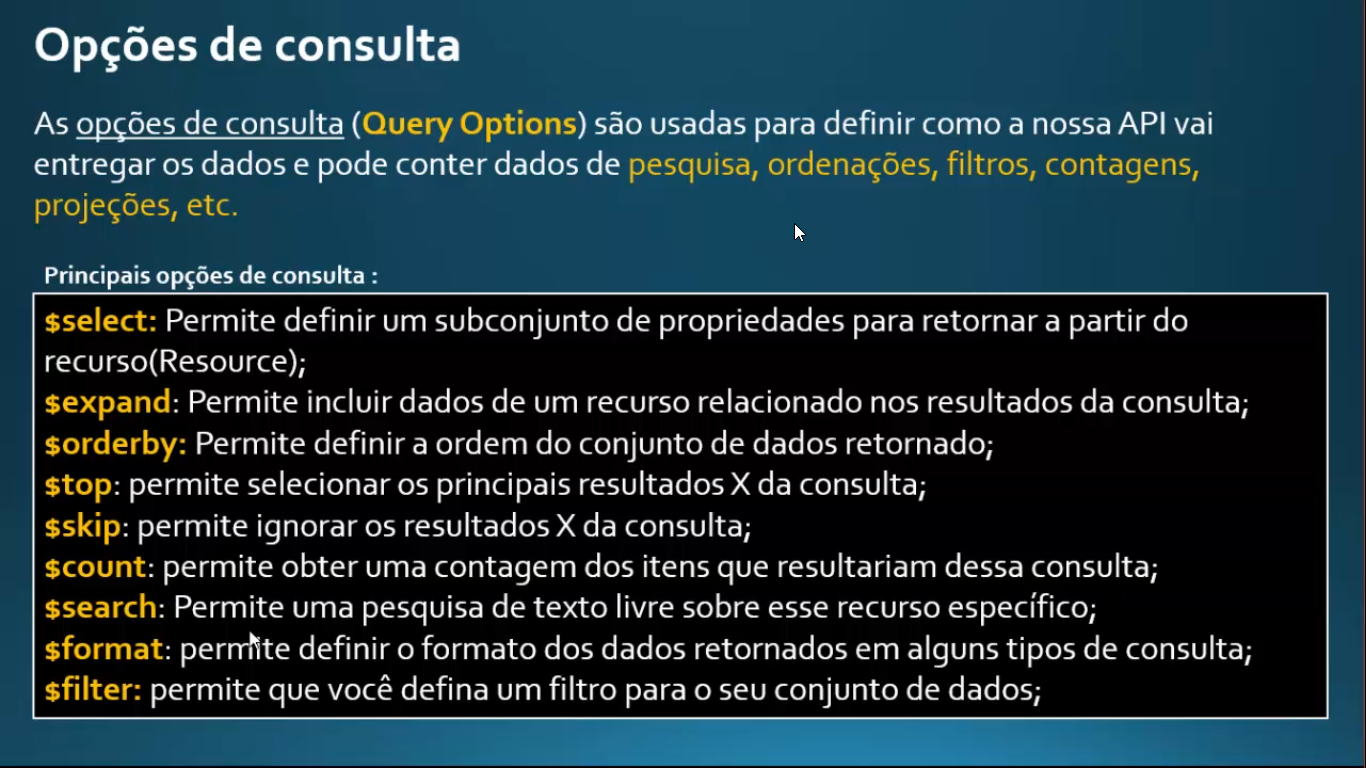 Opções de consulta
As opções de consulta (Query Options) são usadas para definir como a nossa API vai
entregar os dados e pode conter dados de pesquisa, ordenações, filtros, contagens,
projeções, etc.
Principais opções de consulta :
$select: Permite definir um subconjunto de propriedades para retornar a partir do
recurso(Resource);
$expand: Permite incluir dados de um recurso relacionado nos resultados da consulta;
$orderby: Permite definir a ordem do conjunto de dados retornado;
$top: permite selecionar os principais resultados X da consulta;
$skip: permite ignorar os resultados X da consulta;
$count: permite obter uma contagem dos itens que resultariam dessa consulta;
$search: Permite uma pesquisa de texto livre sobre esse recurso específico;
$format: permite definir o formato dos dados retornados em alguns tipos de consulta;
$filter: permite que você defina um filtro para o seu conjunto de dados;